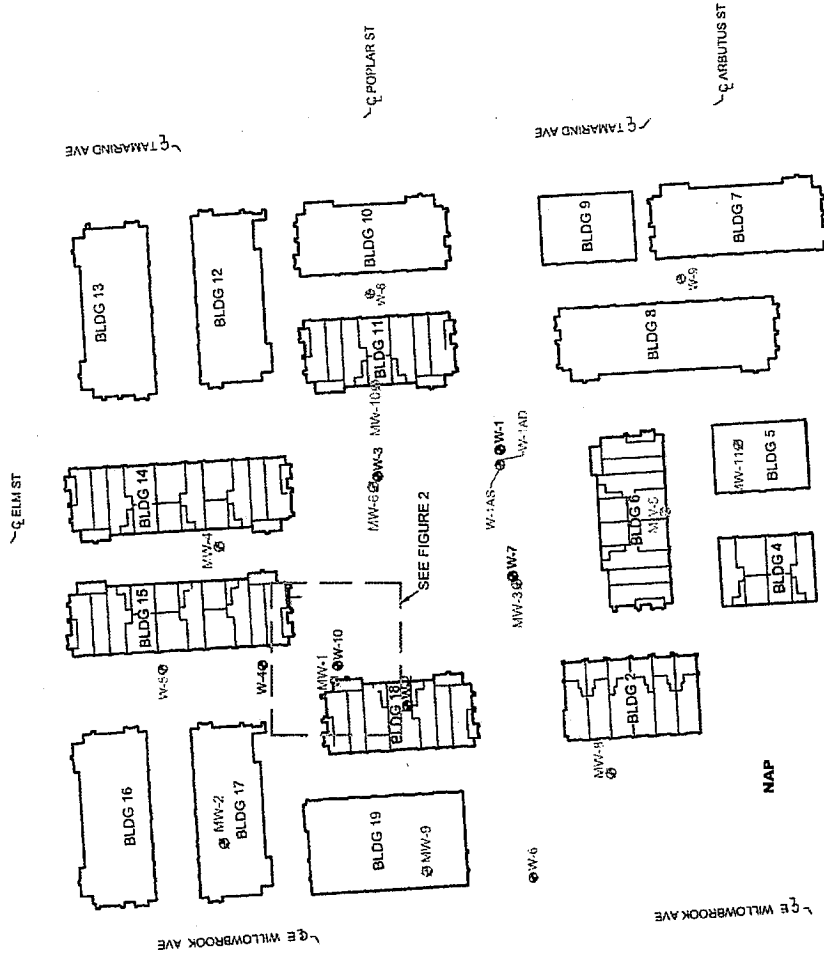 ℄ ELM ST
℄ TAMARIND AVE
℄ POPLAR ST
℄ TAMARIND AVE
℄ ARBUTUS ST
BLDG 13
BLDG 12
BLDG 10
W-8
BLDG 11
MW-10
BLDG 9
BLDG 7
W-9
BLDG 8
BLDG 14
MW-4
MW-6
W-3
W-1
W-1AD
W-1AS
BLDG 15
SEE FIGURE 2
MW-3
W-7
BLDG 6
MW-5
MW-11
BLDG 5
BLDG 4
W-5
W-4
MW-1
W-10
BLDG 18
BLDG 2
MW-8
BLDG 16
MW-2
BLDG 17
BLDG 19
MW-9
W-6
NAP
℄ E WILLOWBROOK AVE
℄ E WILLOWBROOK AVE